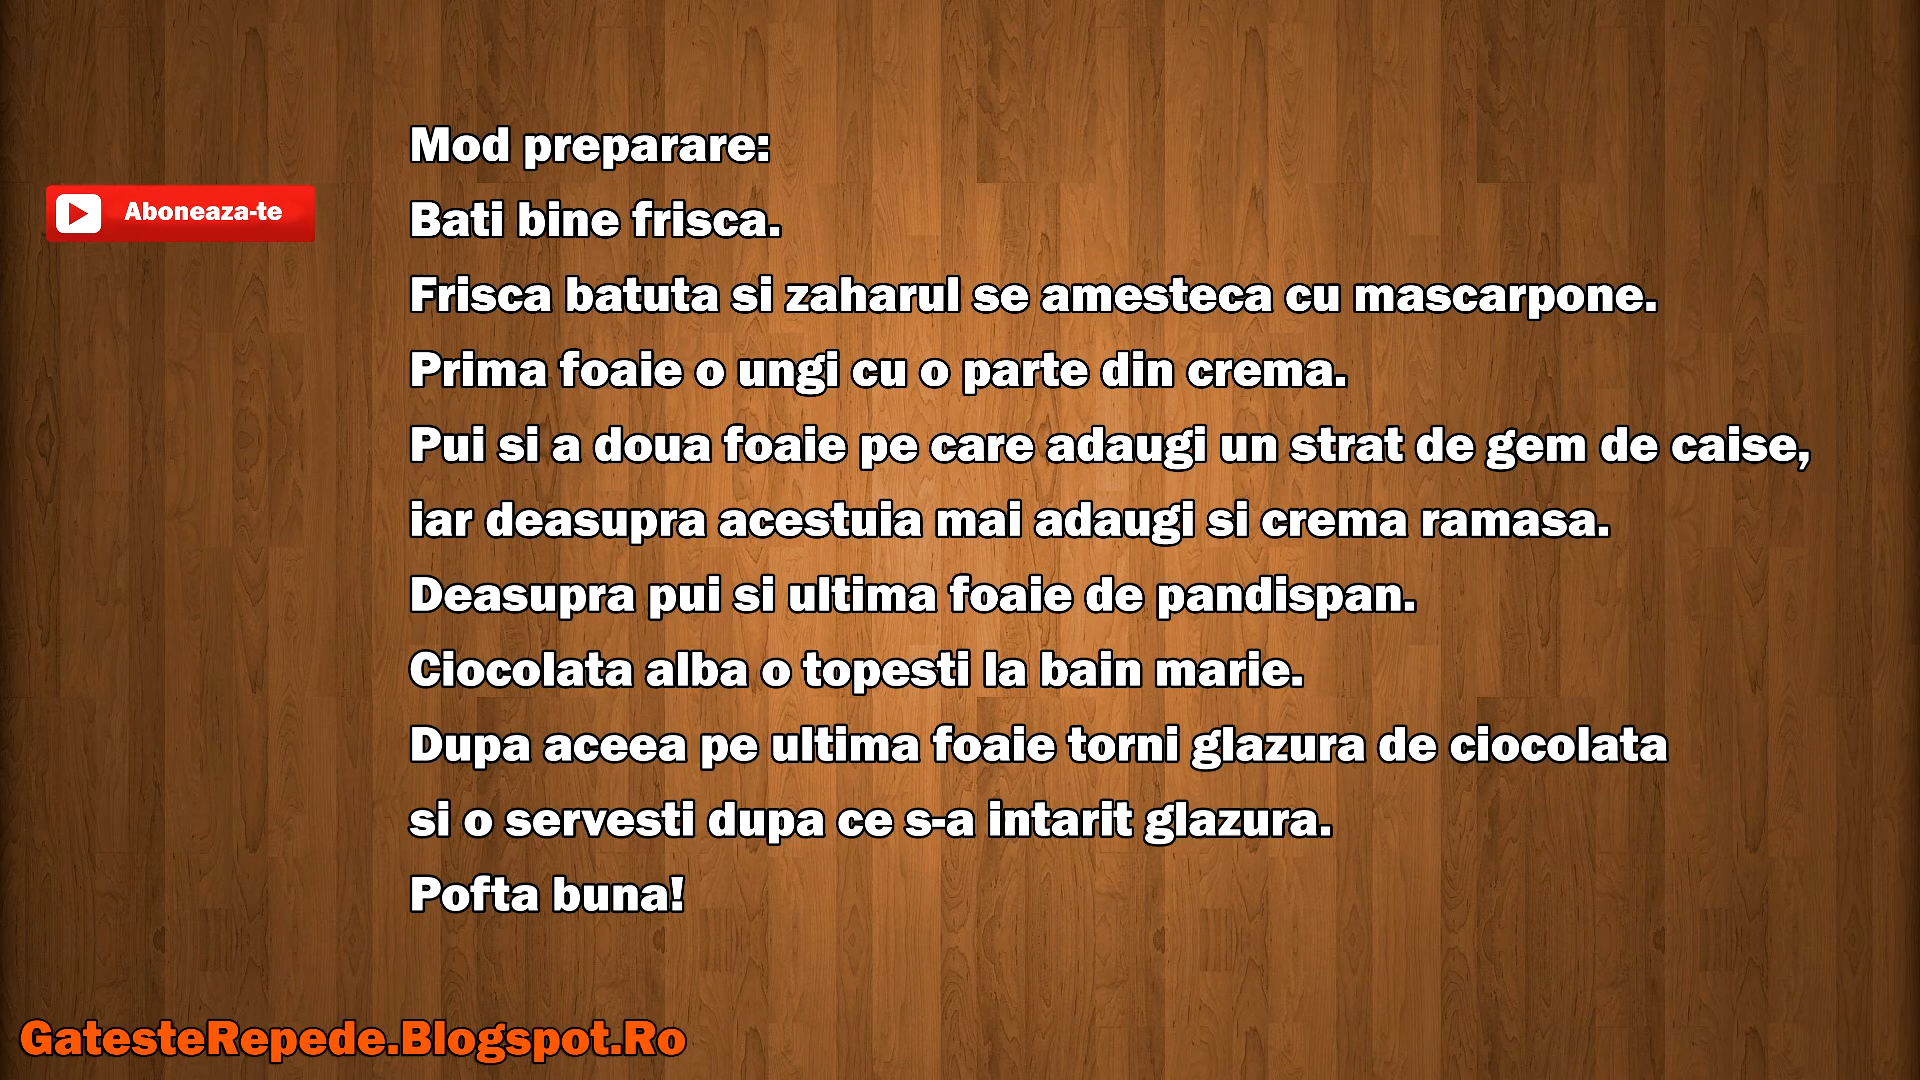 Mod preparare:
Aboneaza-te
Bati bine frisca.
Frisca batuta si zaharul se amesteca cu mascarpone.
Prima foaie o ungi cu o parte din crema.
Pui si a doua foaie pe care adaugi un strat de gem de caise,
iar deasupra acestuia mai adaugi si crema ramasa.
Deasupra pui si ultima foaie de pandispan.
Ciocolata alba o topesti la bain marie.
Dupa aceea pe ultima foaie torni glazura de ciocolata
si o servesti dupa ce s-a intarit glazura.
Pofta buna!
GatesteRepede.Blogspot.Ro